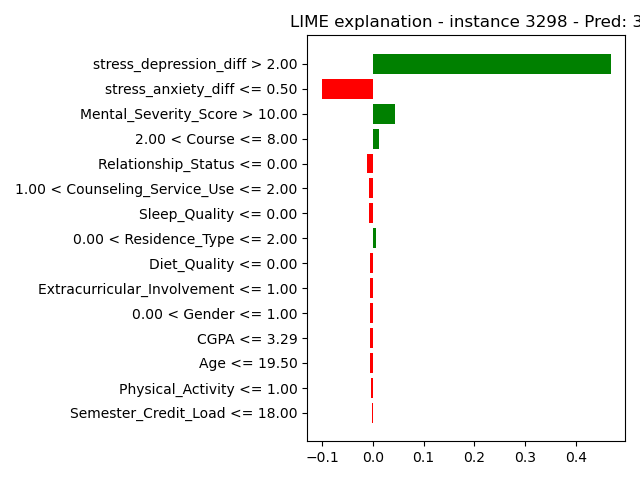 LIME explanation - instance 3298 - Pred: 3
stress_depression_diff > 2.00
stress_anxiety_diff <= 0.50
Mental_Severity_Score > 10.00
2.00 < Course <= 8.00
Relationship_Status <= 0.00
1.00 < Counseling_Service_Use <= 2.00
Sleep_Quality <= 0.00
0.00 < Residence_Type <= 2.00
Diet_Quality <= 0.00
Extracurricular_Involvement <= 1.00
0.00 < Gender <= 1.00
CGPA <= 3.29
Age <= 19.50
Physical_Activity <= 1.00
Semester_Credit_Load <= 18.00
−0.1 0.0 0.1 0.2 0.3 0.4